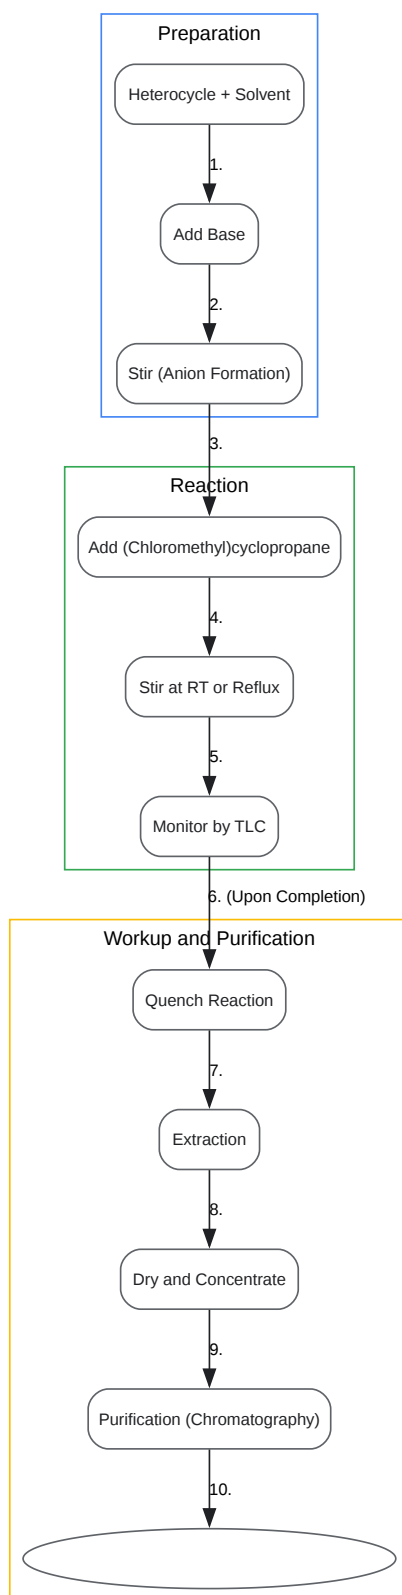 Preparation
Heterocycle + Solvent
1.
Add Base
2.
Stir (Anion Formation)
3.
Reaction
Add (Chloromethyl)cyclopropane
4.
Stir at RT or Reflux
5.
Monitor by TLC
6. (Upon Completion)
Workup and Purification
Quench Reaction
7.
Extraction
8.
Dry and Concentrate
9.
Purification (Chromatography)
10.